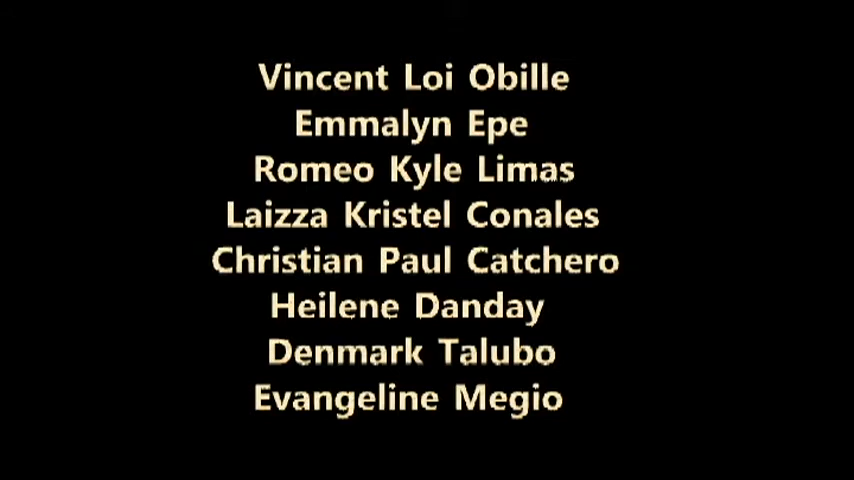 Vincent Loi Obille
Emmalyn Epe
Romeo Kyle Limas
Laizza Kristel Conales
Christian Paul Catchero
Heilene Danday
Denmark Talubo
Evangeline Megio